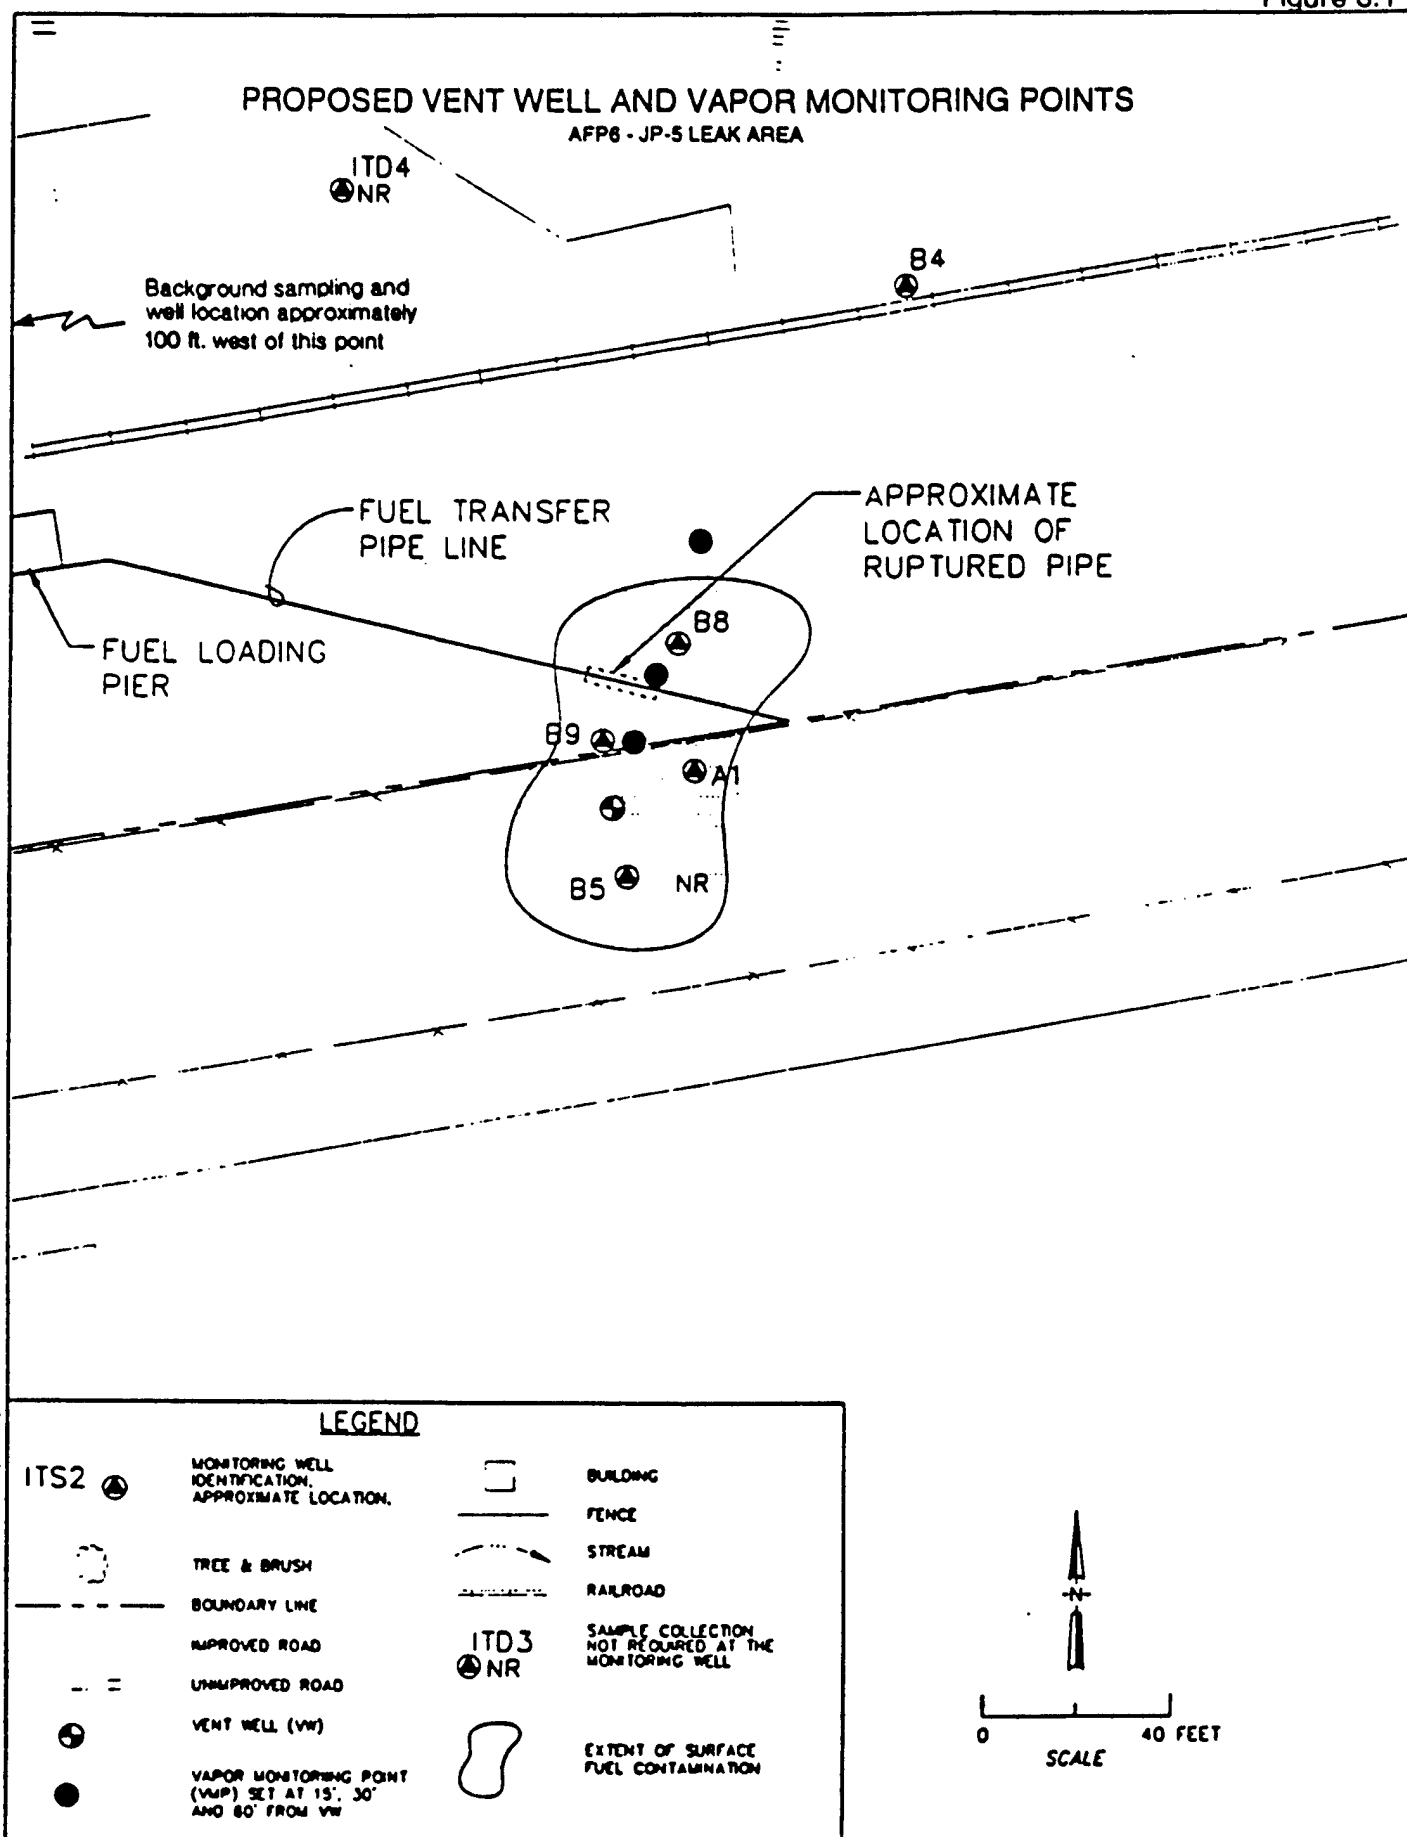 PROPOSED VENT WELL AND VAPOR MONITORING POINTS
AFP6 - JP-5 LEAK AREA
ITD4
NR
B4
Background sampling and
well location approximately
100 ft. west of this point
FUEL TRANSFER
PIPE LINE
APPROXIMATE
LOCATION OF
RUPTURED PIPE
FUEL LOADING
PIER
B8
B9
A1
B5
NR
LEGEND
ITS2
MONITORING WELL
IDENTIFICATION,
APPROXIMATE LOCATION.
TREE & BRUSH
BOUNDARY LINE
IMPROVED ROAD
UNIMPROVED ROAD
VENT WELL (VW)
VAPOR MONITORING POINT
(VMP) SET AT 15', 30'
AND 60' FROM VW
BUILDING
FENCE
STREAM
RAILROAD
ITD3
NR
SAMPLE COLLECTION
NOT REQUIRED AT THE
MONITORING WELL
EXTENT OF SURFACE
FUEL CONTAMINATION
N
0 40 FEET
SCALE